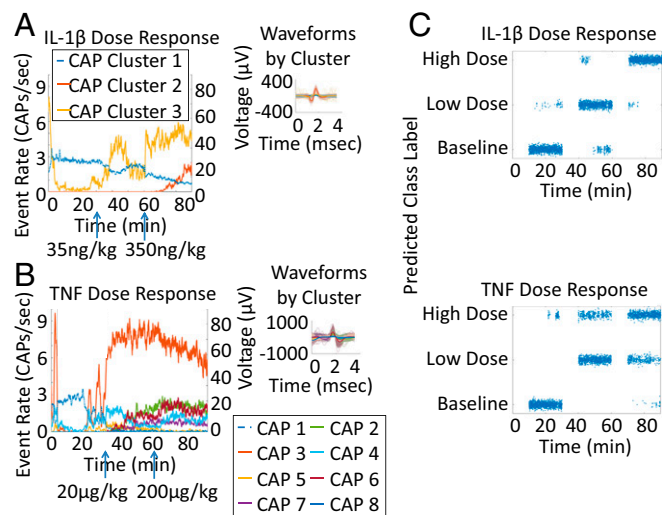 A
IL-1β Dose Response
CAP Cluster 1
CAP Cluster 2
CAP Cluster 3
Event Rate (CAPs/sec)
9
6
3
0
80
60
40
20
0
Voltage (µV)
0 20 40 60 80
Time (min)
35ng/kg 350ng/kg
Waveforms
by Cluster
400
-400
0 2 4
Time (msec)
B
TNF Dose Response
Event Rate (CAPs/sec)
9
6
3
0
80
60
40
20
0
Voltage (µV)
0 20 40 60 80
Time (min)
20µg/kg 200µg/kg
Waveforms
by Cluster
1000
-1000
0 2 4
Time (msec)
CAP 1 CAP 2
CAP 3 CAP 4
CAP 5 CAP 6
CAP 7 CAP 8
C
Predicted Class Label
IL-1β Dose Response
High Dose
Low Dose
Baseline
0 20 40 60 80
Time (min)
TNF Dose Response
High Dose
Low Dose
Baseline
0 20 40 60 80
Time (min)